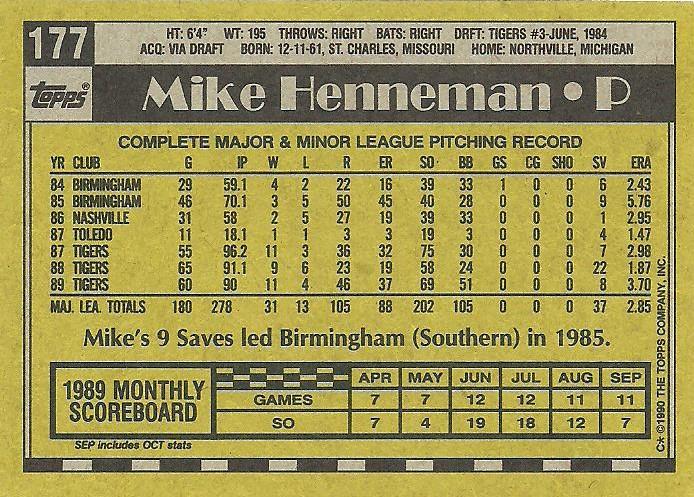 177
HT: 6'4" WT: 195 THROWS: RIGHT BATS: RIGHT DRFT: TIGERS #3-JUNE, 1984
ACQ: VIA DRAFT BORN: 12-11-61, ST. CHARLES, MISSOURI HOME: NORTHVILLE, MICHIGAN
TOPPS®
Mike Henneman • P
COMPLETE MAJOR & MINOR LEAGUE PITCHING RECORD
YR CLUB G IP W L R ER SO BB GS CG SHO SV ERA
84 BIRMINGHAM 29 59.1 4 2 22 16 39 33 1 0 0 6 2.43
85 BIRMINGHAM 46 70.1 3 5 50 45 40 28 0 0 0 9 5.76
86 NASHVILLE 31 58 2 5 27 19 39 33 0 0 0 1 2.95
87 TOLEDO 11 18.1 1 1 3 3 19 3 0 0 0 4 1.47
87 TIGERS 55 96.2 11 3 36 32 75 30 0 0 0 7 2.98
88 TIGERS 65 91.1 9 6 23 19 58 24 0 0 0 22 1.87
89 TIGERS 60 90 11 4 46 37 69 51 0 0 0 8 3.70
MAJ. LEA. TOTALS 180 278 31 13 105 88 202 105 0 0 0 37 2.85
Mike's 9 Saves led Birmingham (Southern) in 1985.
1989 MONTHLY
SCOREBOARD
APR MAY JUN JUL AUG SEP
GAMES 7 7 12 12 11 11
SO 7 4 19 18 12 7
SEP includes OCT stats
C* ©1990 THE TOPPS COMPANY, INC.